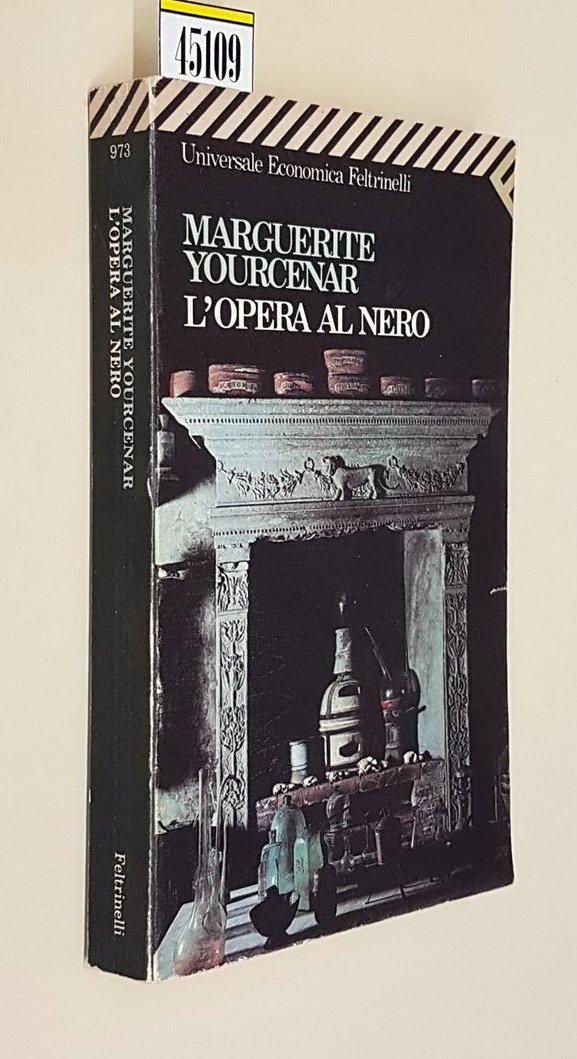 45109
973
MARGUERITE YOURCENAR
L'OPERA AL NERO
Feltrinelli
Universale Economica Feltrinelli
MARGUERITE
YOURCENAR
L'OPERA AL NERO